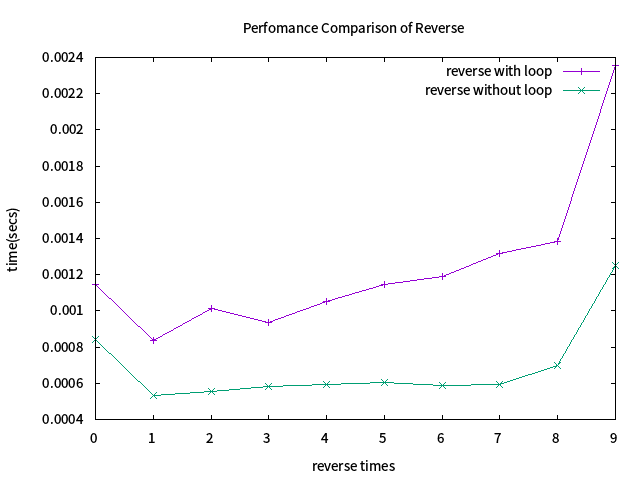 Perfomance Comparison of Reverse
0.0024
reverse with loop
0.0022
reverse without loop
0.002
0.0018
0.0016
0.0014
time(secs)
0.0012
0.001
0.0008
0.0006
0.0004
0 1 2 3 4 5 6 7 8 9
reverse times